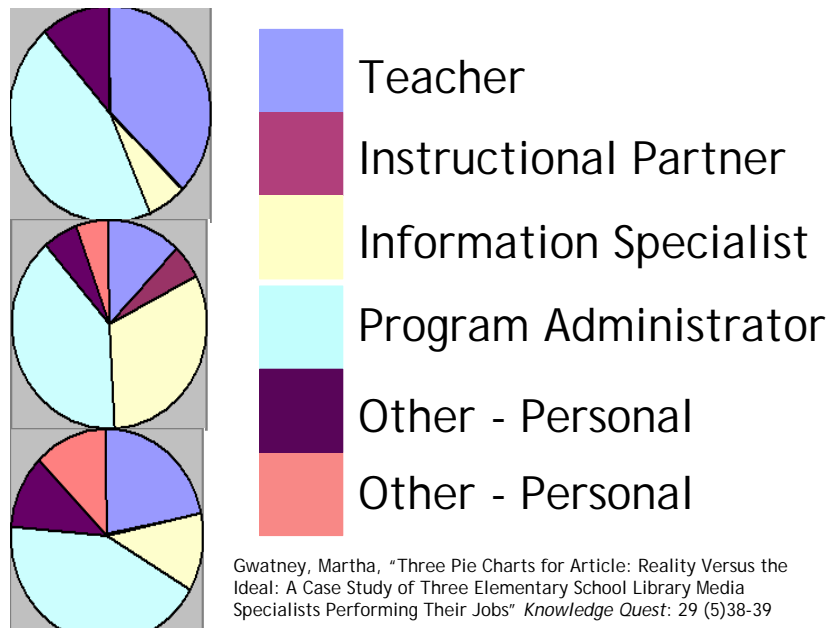 Teacher
Instructional Partner
Information Specialist
Program Administrator
Other - Personal
Other - Personal
Gwatney, Martha, “Three Pie Charts for Article: Reality Versus the
Ideal: A Case Study of Three Elementary School Library Media
Specialists Performing Their Jobs” Knowledge Quest: 29 (5)38-39